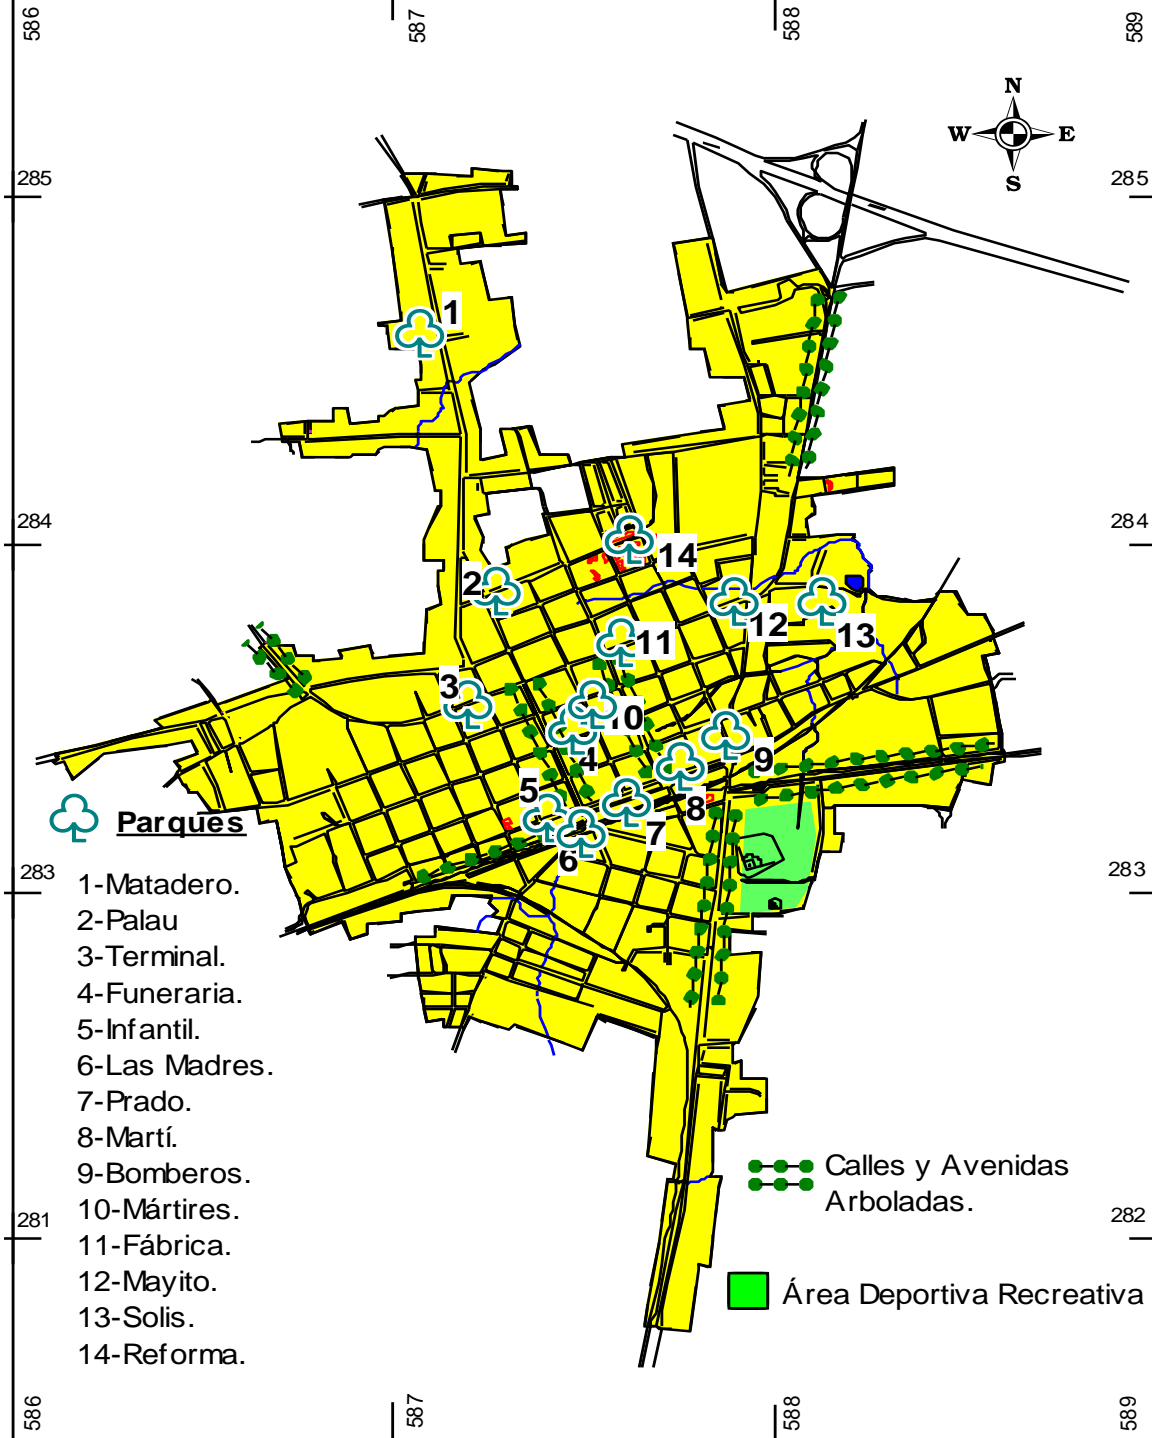 586
587
588
589
N
W E
S
285
285
1
284
284
14
2
12
13
11
3
10
4
9
5
8
7
6
Parques
283
283
1-Matadero.
2-Palau
3-Terminal.
4-Funeraria.
5-Infantil.
6-Las Madres.
7-Prado.
8-Martí.
9-Bomberos.
10-Mártires.
11-Fábrica.
12-Mayito.
13-Solis.
14-Reforma.
Calles y Avenidas
Arboladas.
281
282
Área Deportiva Recreativa
586
587
588
589